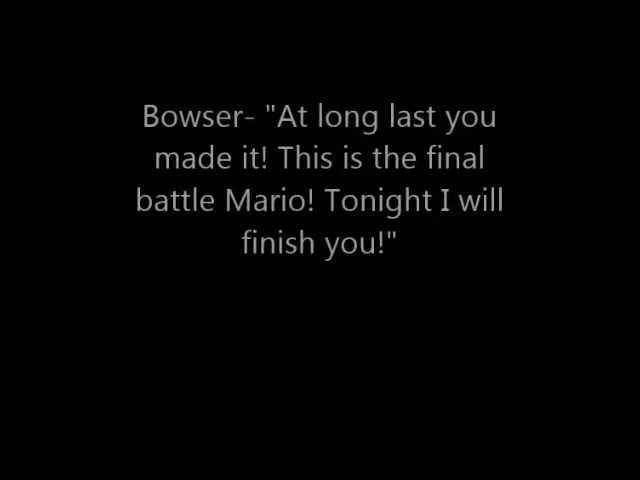 Bowser- "At long last you
made it! This is the final
battle Mario! Tonight I will
finish you!"